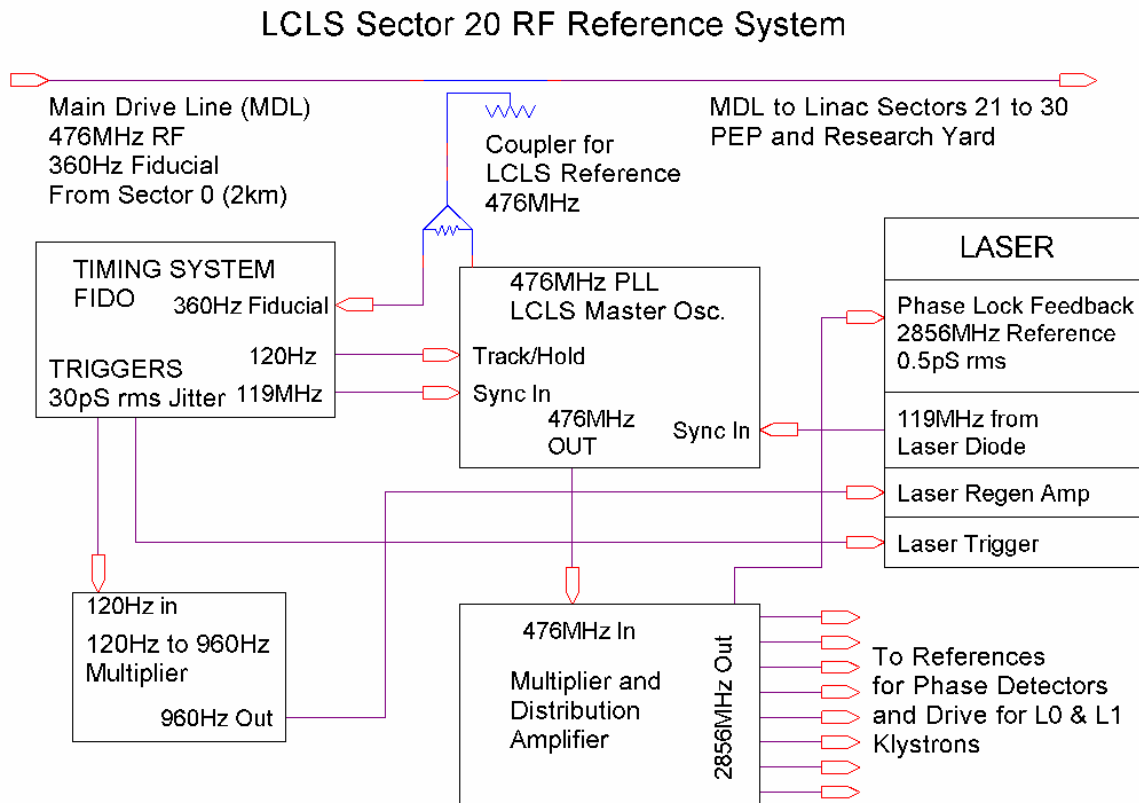 LCLS Sector 20 RF Reference System
Main Drive Line (MDL)
476MHz RF
360Hz Fiducial
From Sector 0 (2km)
Coupler for
LCLS Reference
476MHz
MDL to Linac Sectors 21 to 30
PEP and Research Yard
TIMING SYSTEM
FIDO
360Hz Fiducial
120Hz
TRIGGERS
30pS rms Jitter
119MHz
476MHz PLL
LCLS Master Osc.
Track/Hold
Sync In
476MHz
OUT
Sync In
LASER
Phase Lock Feedback
2856MHz Reference
0.5pS rms
119MHz from
Laser Diode
Laser Regen Amp
Laser Trigger
120Hz in
120Hz to 960Hz
Multiplier
960Hz Out
476MHz In
Multiplier and
Distribution
Amplifier
2856MHz Out
To References
for Phase Detectors
and Drive for L0 & L1
Klystrons